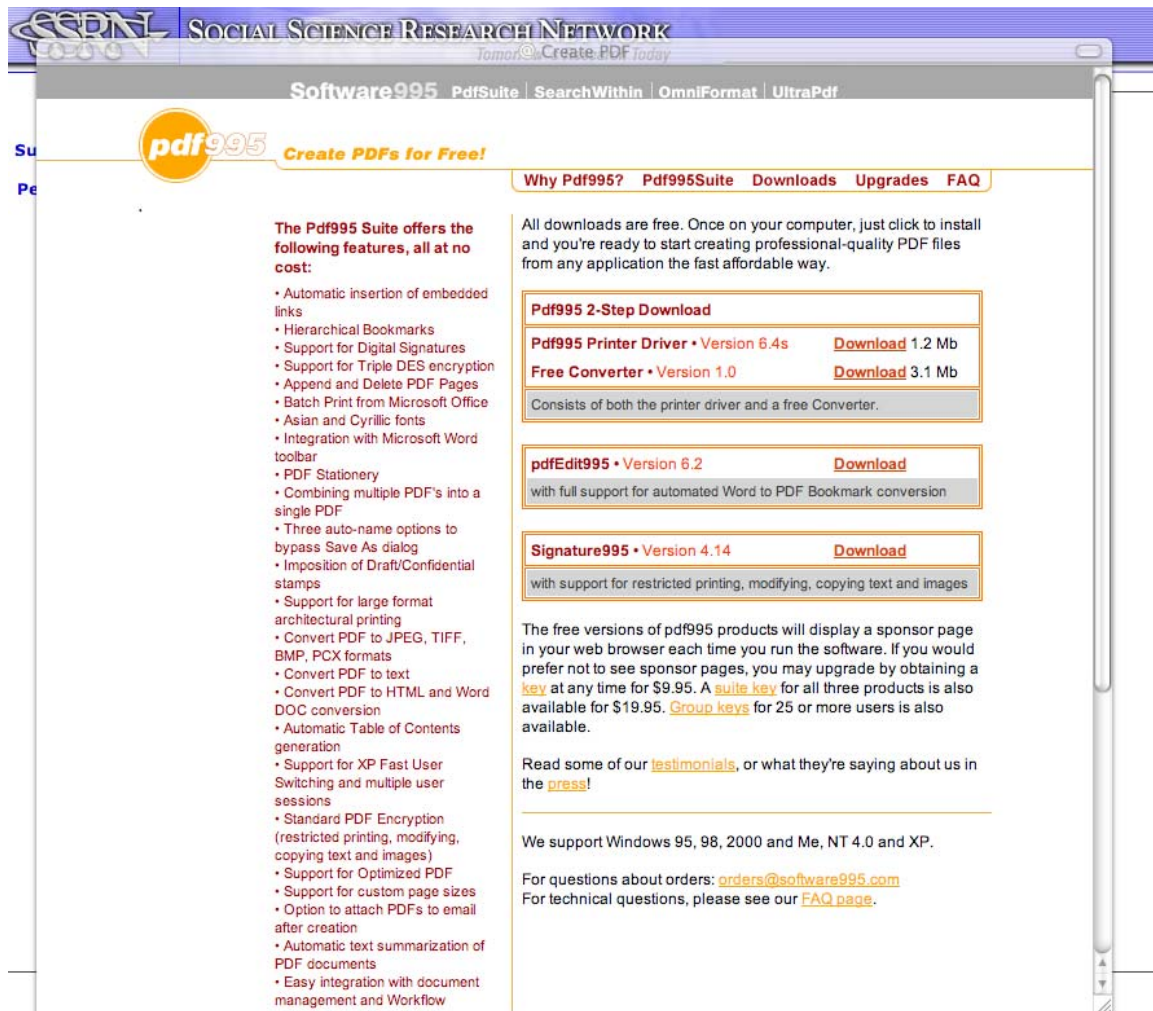 SSRN SOCIAL SCIENCE RESEARCH NETWORK
Create PDF Today
Software995 PdfSuite | SearchWithin | OmniFormat | UltraPdf
Su
Pe
pdf995 Create PDFs for Free!
Why Pdf995? Pdf995Suite Downloads Upgrades FAQ
The Pdf995 Suite offers the
following features, all at no
cost:
• Automatic insertion of embedded
links
• Hierarchical Bookmarks
• Support for Digital Signatures
• Support for Triple DES encryption
• Append and Delete PDF Pages
• Batch Print from Microsoft Office
• Asian and Cyrillic fonts
• Integration with Microsoft Word
toolbar
• PDF Stationery
• Combining multiple PDF's into a
single PDF
• Three auto-name options to
bypass Save As dialog
• Imposition of Draft/Confidential
stamps
• Support for large format
architectural printing
• Convert PDF to JPEG, TIFF,
BMP, PCX formats
• Convert PDF to text
• Convert PDF to HTML and Word
DOC conversion
• Automatic Table of Contents
generation
• Support for XP Fast User
Switching and multiple user
sessions
• Standard PDF Encryption
(restricted printing, modifying,
copying text and images)
• Support for Optimized PDF
• Support for custom page sizes
• Option to attach PDFs to email
after creation
• Automatic text summarization of
PDF documents
• Easy integration with document
management and Workflow
All downloads are free. Once on your computer, just click to install
and you're ready to start creating professional-quality PDF files
from any application the fast affordable way.
Pdf995 2-Step Download
Pdf995 Printer Driver • Version 6.4s Download 1.2 Mb
Free Converter • Version 1.0 Download 3.1 Mb
Consists of both the printer driver and a free Converter.
pdfEdit995 • Version 6.2 Download
with full support for automated Word to PDF Bookmark conversion
Signature995 • Version 4.14 Download
with support for restricted printing, modifying, copying text and images
The free versions of pdf995 products will display a sponsor page
in your web browser each time you run the software. If you would
prefer not to see sponsor pages, you may upgrade by obtaining a
key at any time for $9.95. A suite key for all three products is also
available for $19.95. Group keys for 25 or more users is also
available.
Read some of our testimonials, or what they're saying about us in
the press!
We support Windows 95, 98, 2000 and Me, NT 4.0 and XP.
For questions about orders: orders@software995.com
For technical questions, please see our FAQ page.